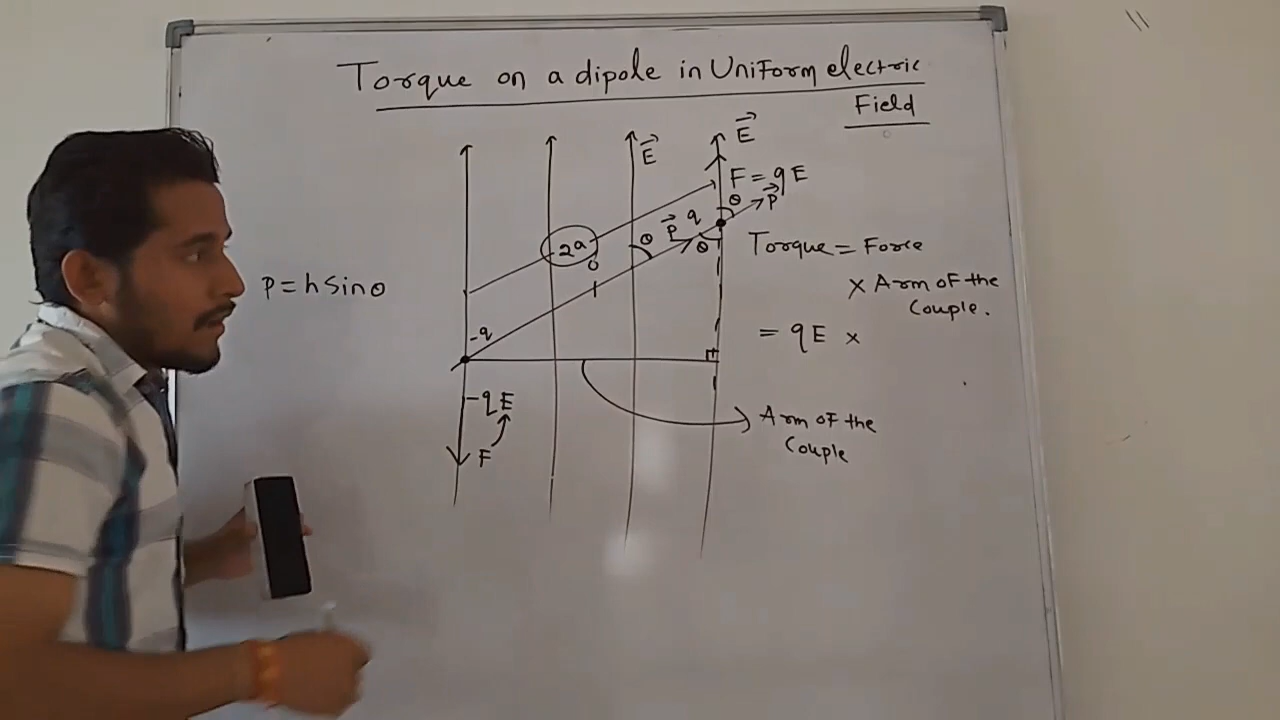 Torque on a dipole in Uniform electric
Field
E
E
F = qE
θ
P
q
P
θ
θ
2a
O
Torque = Force
× Arm of the
Couple.
P = h sinθ
= qE ×
-q
-qE
F
Arm of the
Couple